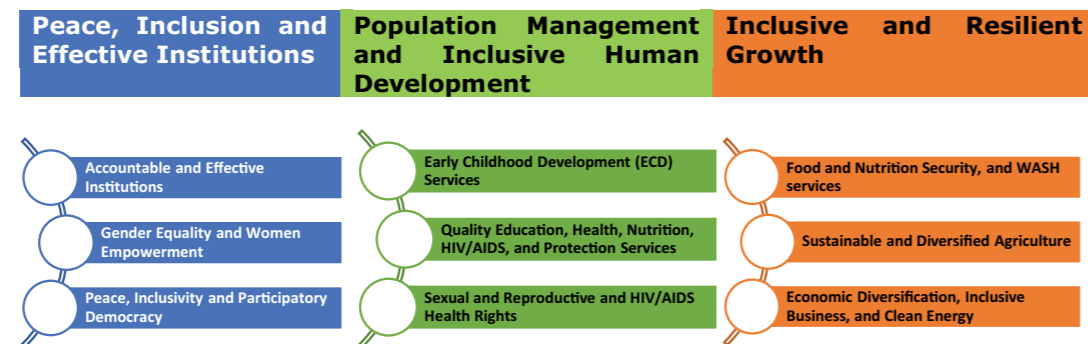 Peace, Inclusion and
Effective Institutions
Population Management
and Inclusive Human
Development
Inclusive and Resilient
Growth
Accountable and Effective
Institutions
Gender Equality and Women
Empowerment
Peace, Inclusivity and Participatory
Democracy
Early Childhood Development (ECD)
Services
Quality Education, Health, Nutrition,
HIV/AIDS, and Protection Services
Sexual and Reproductive and HIV/AIDS
Health Rights
Food and Nutrition Security, and WASH
services
Sustainable and Diversified Agriculture
Economic Diversification, Inclusive
Business, and Clean Energy